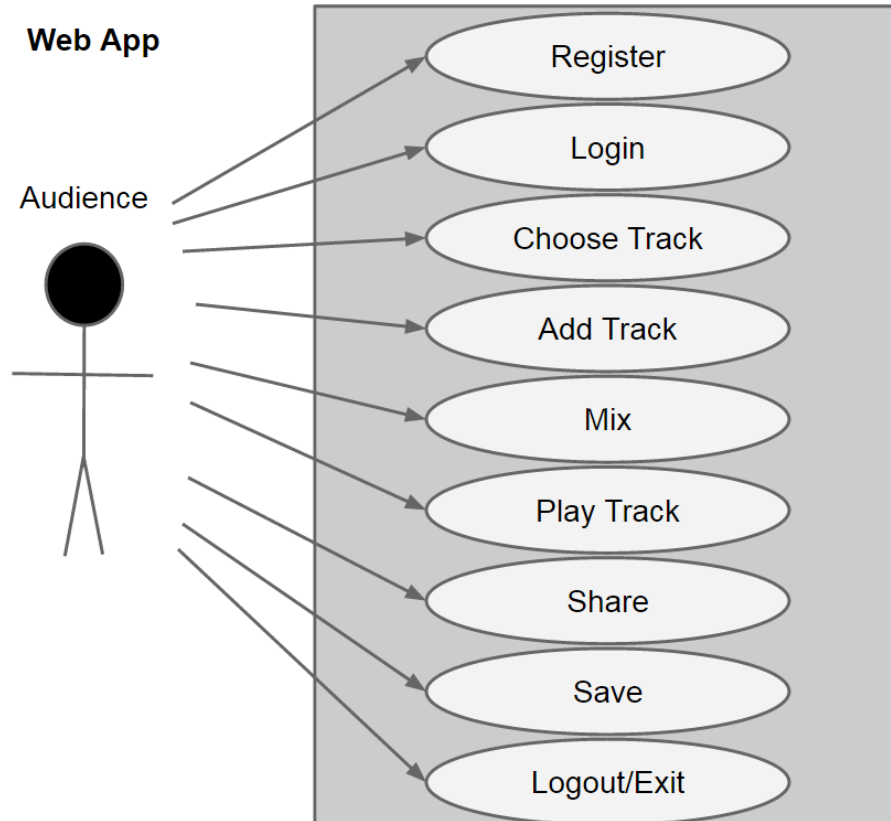 Web App
Audience
Register
Login
Choose Track
Add Track
Mix
Play Track
Share
Save
Logout/Exit